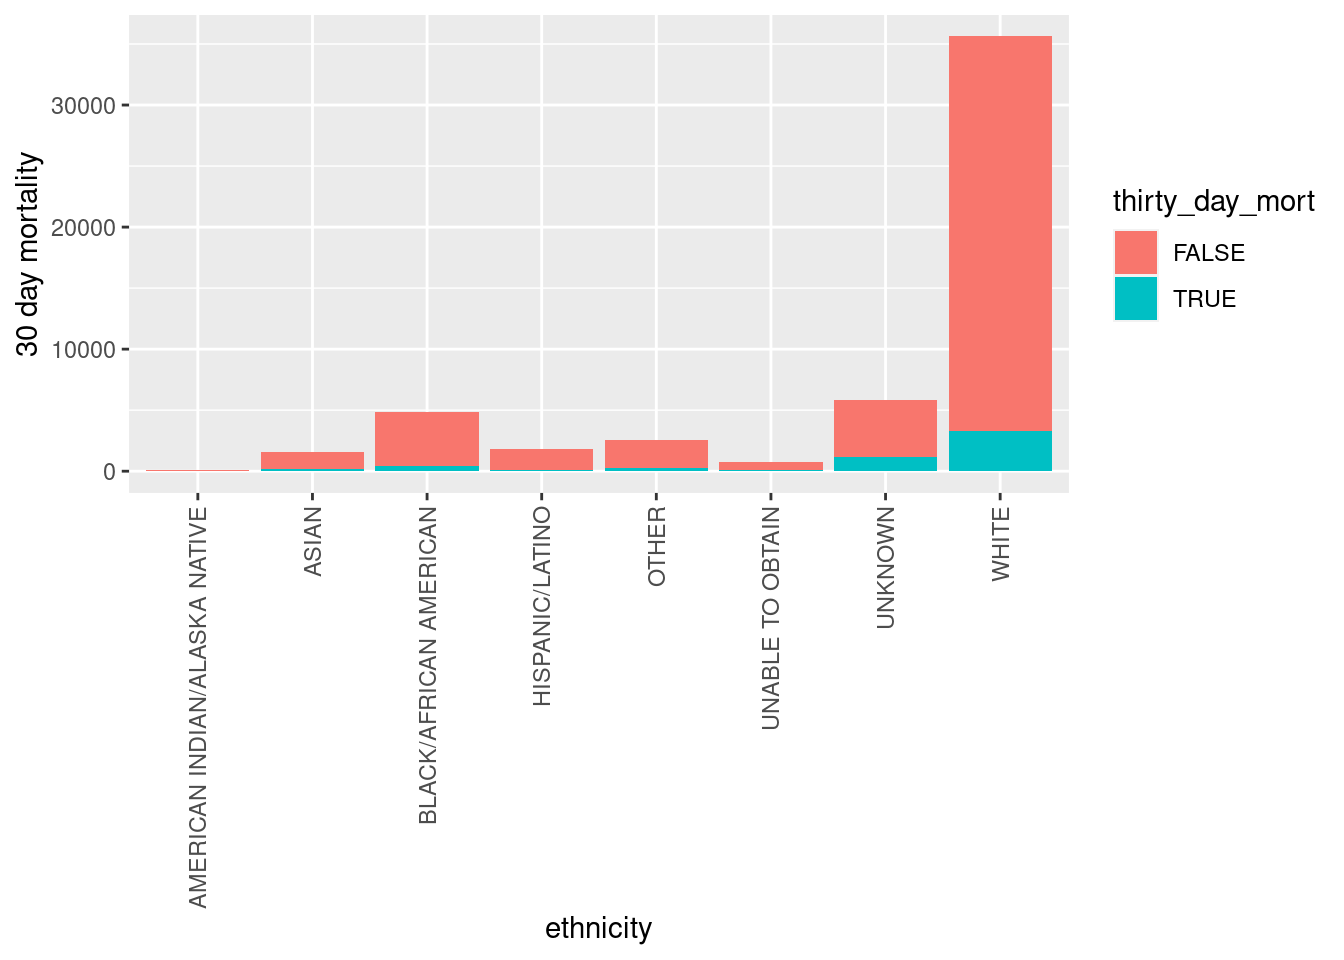 30 day mortality
30000
20000
10000
0
AMERICAN INDIAN/ALASKA NATIVE
ASIAN
BLACK/AFRICAN AMERICAN
HISPANIC/LATINO
OTHER
UNABLE TO OBTAIN
UNKNOWN
WHITE
ethnicity
thirty_day_mort
FALSE
TRUE